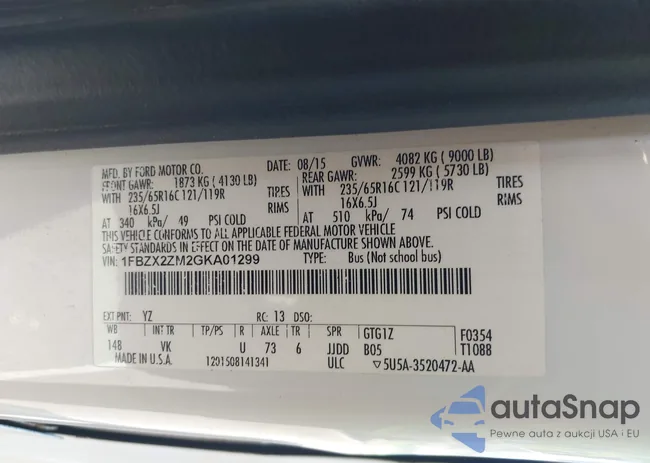 MFD. BY FORD MOTOR CO. DATE: 08/15 GVWR: 4082 KG ( 9000 LB)
FRONT GAWR: 1873 KG ( 4130 LB) REAR GAWR: 2599 KG ( 5730 LB)
WITH 235/65R16C 121/119R TIRES WITH 235/65R16C 121/119R TIRES
16X6.5J RIMS 16X6.5J RIMS
AT 340 kPa/ 49 PSI COLD AT 510 kPa/ 74 PSI COLD
THIS VEHICLE CONFORMS TO ALL APPLICABLE FEDERAL MOTOR VEHICLE
SAFETY STANDARDS IN EFFECT ON THE DATE OF MANUFACTURE SHOWN ABOVE.
VIN: 1FBZX2ZM2GKA01299 TYPE: Bus (Not school bus)
EXT PNT: YZ RC: 13 DSO:
WB INT TR TP/PS R AXLE TR SPR GTG1Z F0354
148 VK U 73 6 JJDD B05 T1088
MADE IN U.S.A. 1201508141341 ULC ▽5U5A-3520472-AA
autaSnap
Pewne auta z aukcji USA i EU